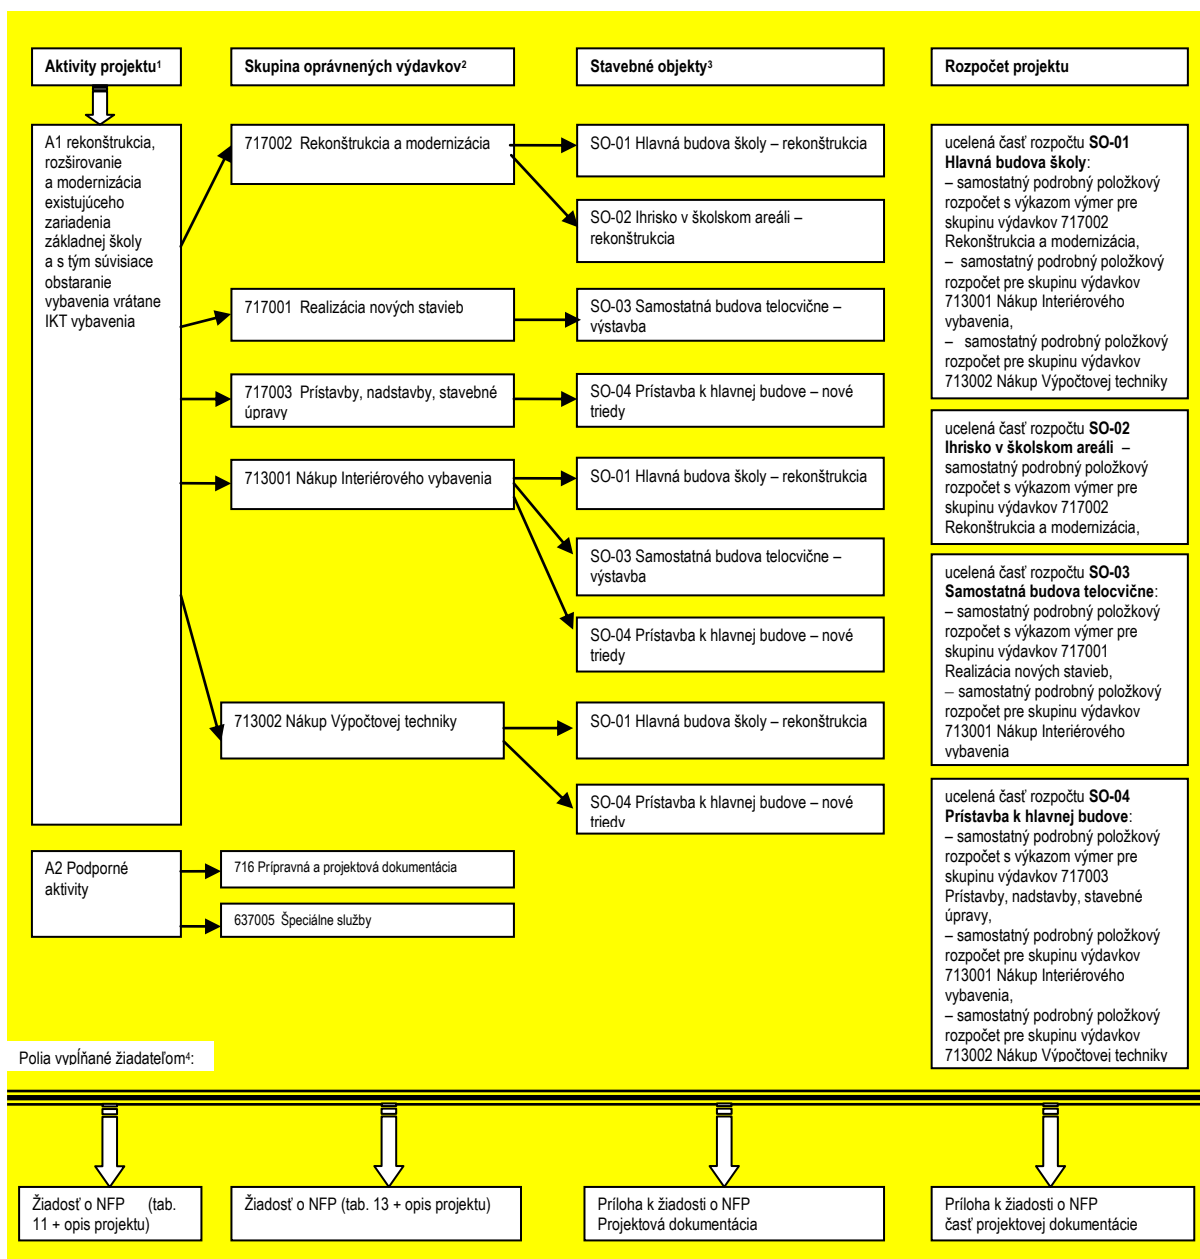 Aktivity projektu¹
Skupina oprávnených výdavkov²
Stavebné objekty³
Rozpočet projektu
A1 rekonštrukcia,
rozširovanie
a modernizácia
existujúceho
zariadenia
základnej školy
a s tým súvisiace
obstaranie
vybavenia vrátane
IKT vybavenia
717002 Rekonštrukcia a modernizácia
SO-01 Hlavná budova školy – rekonštrukcia
SO-02 Ihrisko v školskom areáli –
rekonštrukcia
717001 Realizácia nových stavieb
SO-03 Samostatná budova telocvične –
výstavba
717003 Prístavby, nadstavby, stavebné
úpravy
SO-04 Prístavba k hlavnej budove – nové
triedy
713001 Nákup Interiérového vybavenia
SO-01 Hlavná budova školy – rekonštrukcia
SO-03 Samostatná budova telocvične –
výstavba
SO-04 Prístavba k hlavnej budove – nové
triedy
713002 Nákup Výpočtovej techniky
SO-01 Hlavná budova školy – rekonštrukcia
SO-04 Prístavba k hlavnej budove – nové
triedy
A2 Podporné
aktivity
716 Prípravná a projektová dokumentácia
637005 Špeciálne služby
ucelená časť rozpočtu SO-01
Hlavná budova školy:
– samostatný podrobný položkový
rozpočet s výkazom výmer pre
skupinu výdavkov 717002
Rekonštrukcia a modernizácia,
– samostatný podrobný položkový
rozpočet pre skupinu výdavkov
713001 Nákup Interiérového
vybavenia,
– samostatný podrobný položkový
rozpočet pre skupinu výdavkov
713002 Nákup Výpočtovej techniky
ucelená časť rozpočtu SO-02
Ihrisko v školskom areáli –
samostatný podrobný položkový
rozpočet s výkazom výmer pre
skupinu výdavkov 717002
Rekonštrukcia a modernizácia,
ucelená časť rozpočtu SO-03
Samostatná budova telocvične:
– samostatný podrobný položkový
rozpočet s výkazom výmer pre
skupinu výdavkov 717001
Realizácia nových stavieb,
– samostatný podrobný položkový
rozpočet pre skupinu výdavkov
713001 Nákup Interiérového
vybavenia
ucelená časť rozpočtu SO-04
Prístavba k hlavnej budove:
– samostatný podrobný položkový
rozpočet s výkazom výmer pre
skupinu výdavkov 717003
Prístavby, nadstavby, stavebné
úpravy,
– samostatný podrobný položkový
rozpočet pre skupinu výdavkov
713001 Nákup Interiérového
vybavenia,
– samostatný podrobný položkový
rozpočet pre skupinu výdavkov
713002 Nákup Výpočtovej techniky
Polia vypĺňané žiadateľom⁴:
Žiadosť o NFP (tab.
11 + opis projektu)
Žiadosť o NFP (tab. 13 + opis projektu)
Príloha k žiadosti o NFP
Projektová dokumentácia
Príloha k žiadosti o NFP
časť projektovej dokumentácie